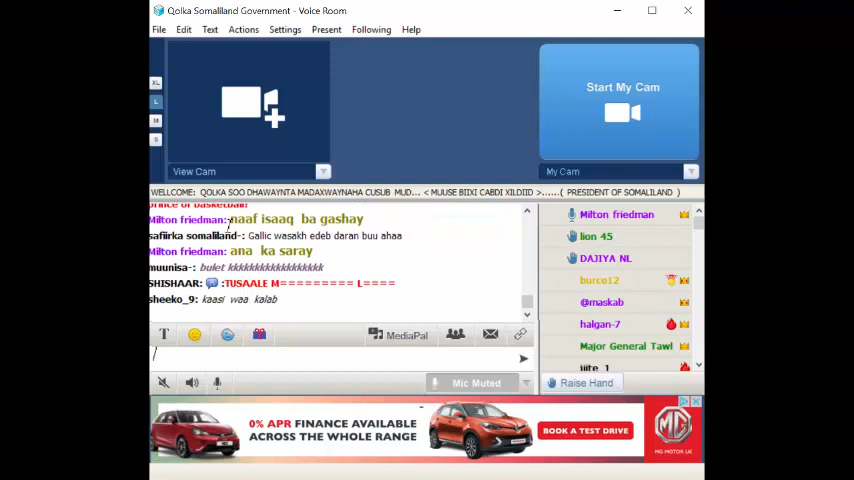 Qolka Somaliland Government - Voice Room
File Edit Text Actions Settings Present Following Help
XL
L
M
S
Start My Cam
View Cam
My Cam
WELLCOME: QOLKA SOO DHAWAYNTA MADAXWAYNAHA CUSUB MUD... < MUUSE BIIXI CABDI XILDIID >......( PRESIDENT OF SOMALILAND )
prince of basketball:
Milton friedman: naaf isaaq ba gashay
safiirka somaliland-: Gallic wasakh edeb daran buu ahaa
Milton friedman: ana ka saray
muunisa-: bulet kkkkkkkkkkkkkkkkkk
SHISHAAR: :TUSAALE M========= L====
sheeko_9: kaasi waa kalab
Milton friedman
lion 45
DAJIYA NL
burco12
@maskab
halgan-7
Major General Tawl
MediaPal
/
Mic Muted
Raise Hand
0% APR FINANCE AVAILABLE
ACROSS THE WHOLE RANGE
BOOK A TEST DRIVE
MG
MG MOTOR UK